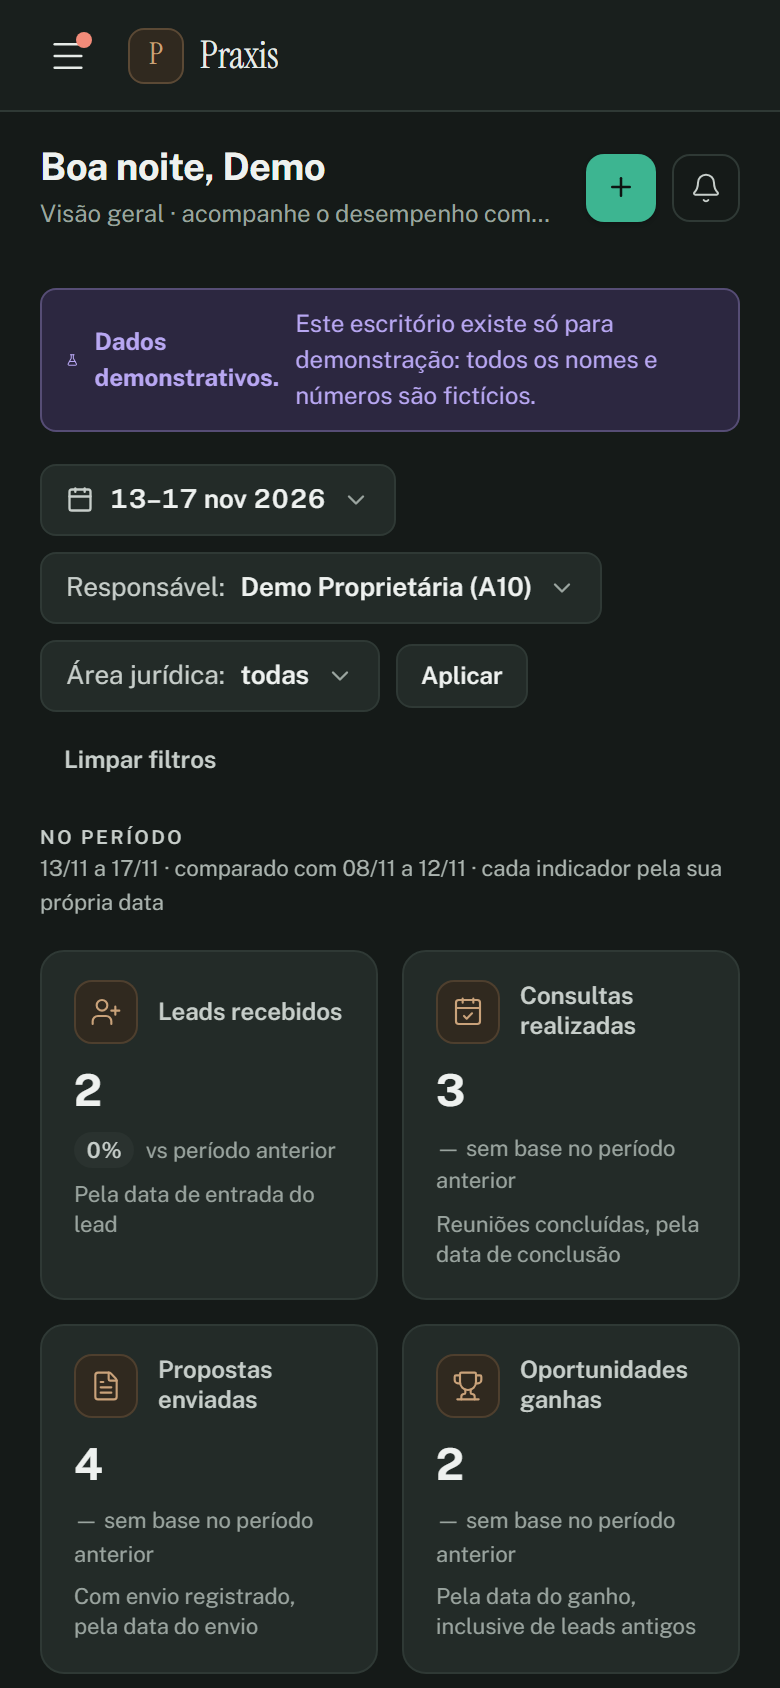 P Praxis
Boa noite, Demo
Visão geral · acompanhe o desempenho com...
Dados
demonstrativos.
Este escritório existe só para
demonstração: todos os nomes e
números são fictícios.
13–17 nov 2026
Responsável: Demo Proprietária (A10)
Área jurídica: todas
Aplicar
Limpar filtros
NO PERÍODO
13/11 a 17/11 · comparado com 08/11 a 12/11 · cada indicador pela sua
própria data
Leads recebidos
2
0% vs período anterior
Pela data de entrada do
lead
Consultas
realizadas
3
— sem base no período
anterior
Reuniões concluídas, pela
data de conclusão
Propostas
enviadas
4
— sem base no período
anterior
Com envio registrado,
pela data do envio
Oportunidades
ganhas
2
— sem base no período
anterior
Pela data do ganho,
inclusive de leads antigos